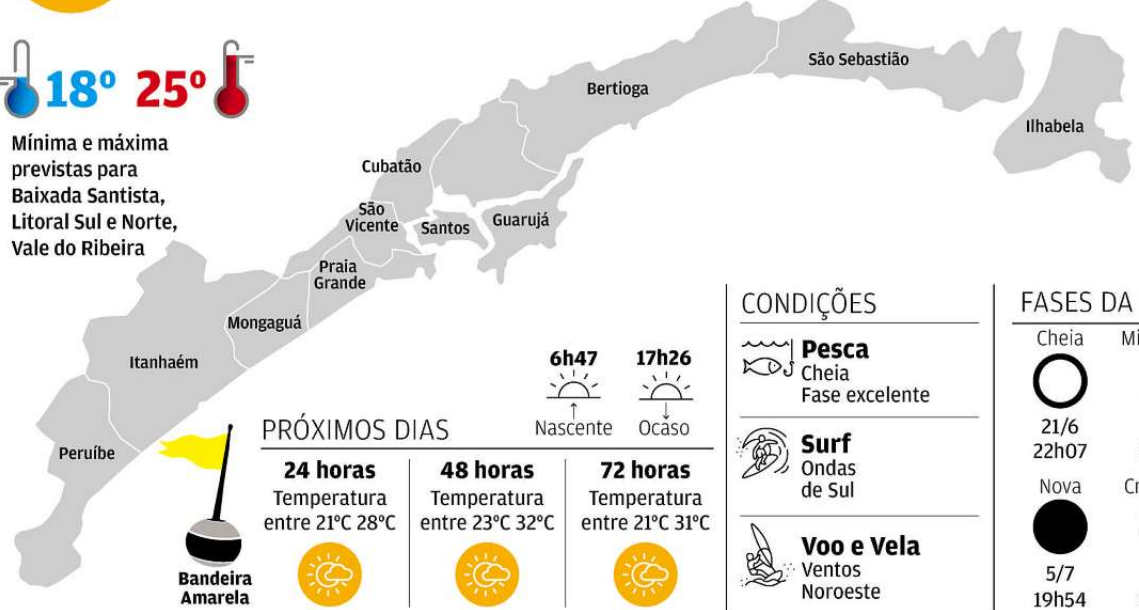 18º 25º
Mínima e máxima
previstas para
Baixada Santista,
Litoral Sul e Norte,
Vale do Ribeira
São Sebastião
Bertioga
Ilhabela
Cubatão
São
Vicente
Santos
Guarujá
Praia
Grande
Mongaguá
Itanhaém
Peruíbe
Bandeira
Amarela
6h47
Nascente
17h26
Ocaso
PRÓXIMOS DIAS
24 horas
Temperatura
entre 21ºC 28ºC
48 horas
Temperatura
entre 23ºC 32ºC
72 horas
Temperatura
entre 21ºC 31ºC
CONDIÇÕES
Pesca
Cheia
Fase excelente
Surf
Ondas
de Sul
Voo e Vela
Ventos
Noroeste
FASES DA
Cheia
21/6
22h07
Nova
5/7
19h54